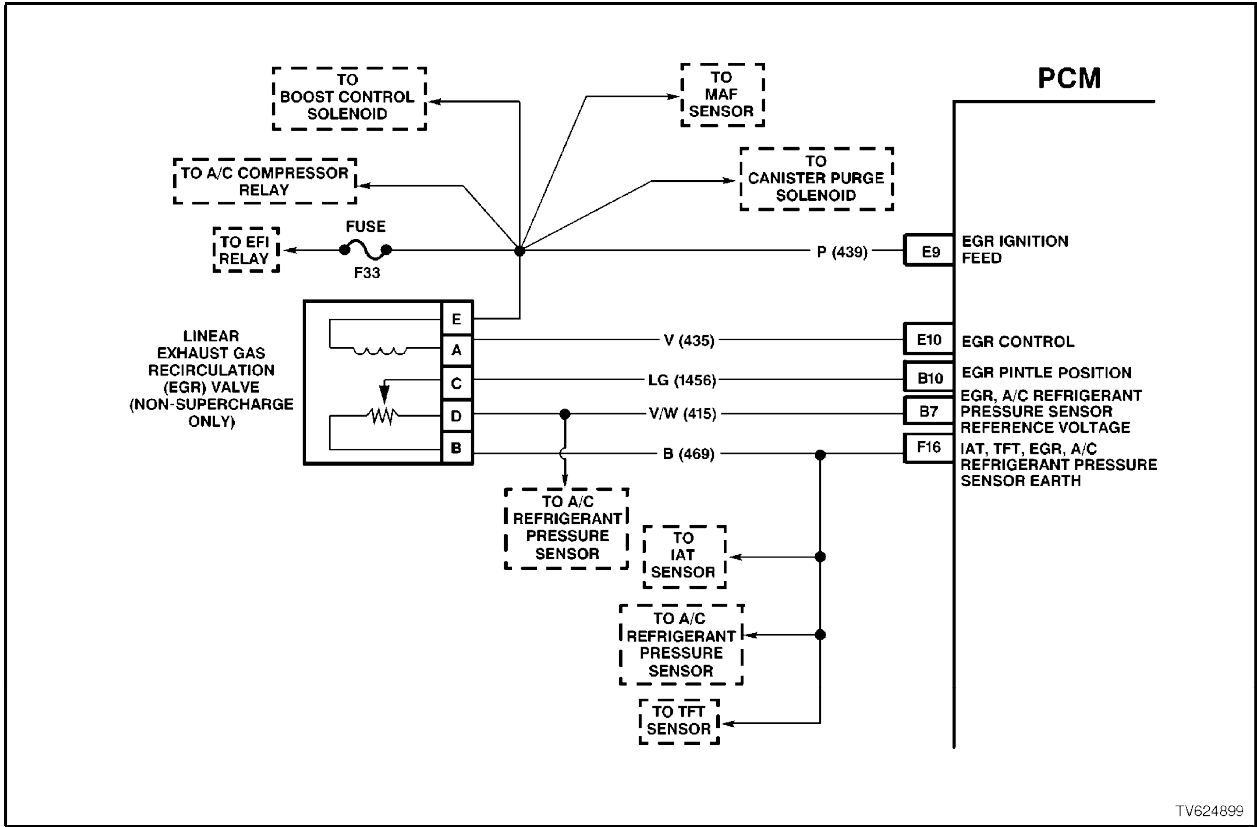 PCM
TO
BOOST CONTROL
SOLENOID
TO
MAF
SENSOR
TO A/C COMPRESSOR
RELAY
TO
CANISTER PURGE
SOLENOID
TO EFI
RELAY
FUSE
F33
P (439)
E9
EGR IGNITION
FEED
LINEAR
EXHAUST GAS
RECIRCULATION
(EGR) VALVE
(NON-SUPERCHARGE
ONLY)
E
A
C
D
B
V (435)
E10
EGR CONTROL
LG (1456)
B10
EGR PINTLE POSITION
V/W (415)
B7
EGR, A/C REFRIGERANT
PRESSURE SENSOR
REFERENCE VOLTAGE
B (469)
F16
IAT, TFT, EGR, A/C
REFRIGERANT PRESSURE
SENSOR EARTH
TO A/C
REFRIGERANT
PRESSURE
SENSOR
TO
IAT
SENSOR
TO A/C
REFRIGERANT
PRESSURE
SENSOR
TO TFT
SENSOR
TV624899